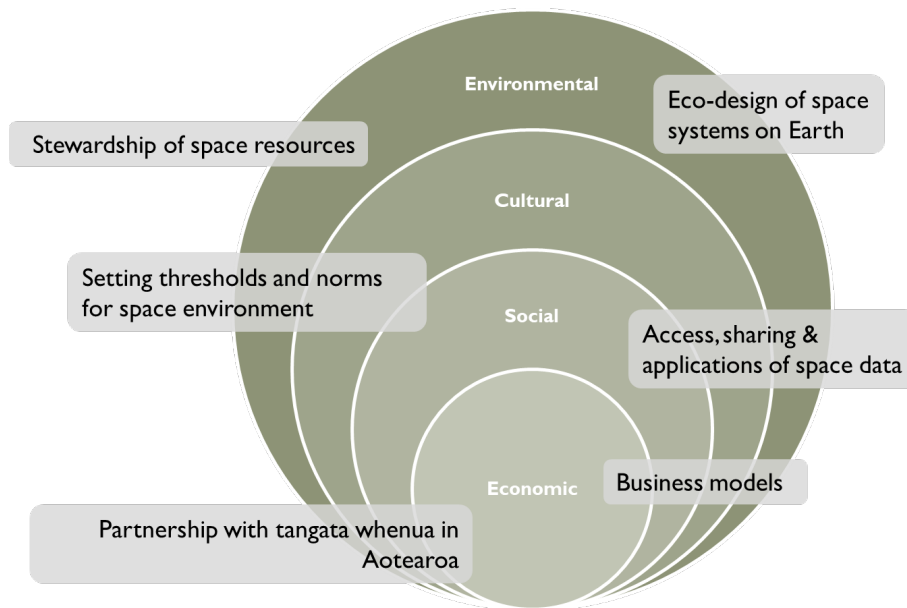 Environmental
Eco-design of space
systems on Earth
Stewardship of space resources
Cultural
Setting thresholds and norms
for space environment
Social
Access, sharing &
applications of space data
Economic
Business models
Partnership with tangata whenua in
Aotearoa